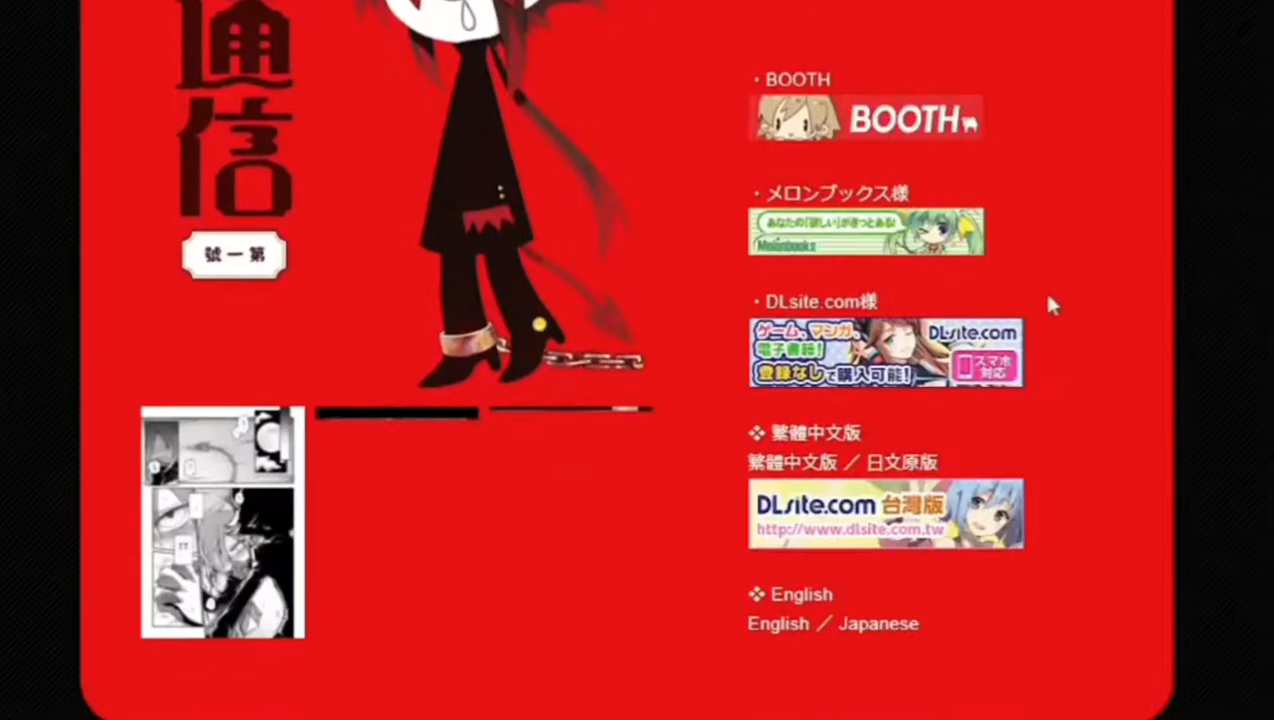 通
信
號一第
・BOOTH
BOOTH
・メロンブックス様
あなたの「欲しい」がきっとある!
Melonbooks
・DLsite.com様
ゲーム、マンガ、
電子書籍!
登録なしで購入可能!
DLsite.com
スマホ
対応
❖ 繁體中文版
繁體中文版 ／ 日文原版
DLsite.com 台灣版
http://www.dlsite.com.tw
❖ English
English ／ Japanese